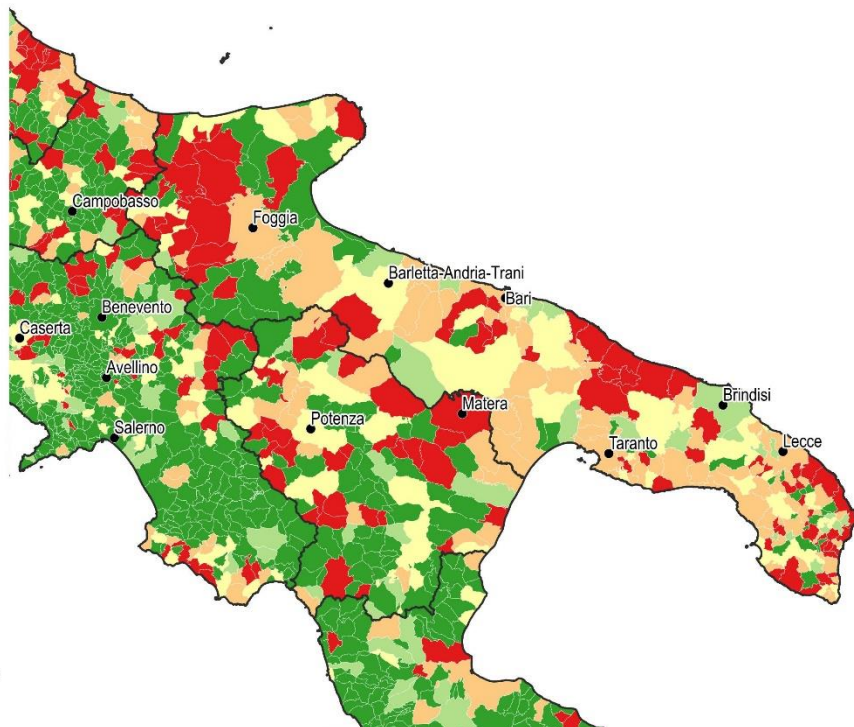 Campobasso
Foggia
Barletta-Andria-Trani
Bari
Benevento
Caserta
Avellino
Salerno
Potenza
Matera
Taranto
Brindisi
Lecce